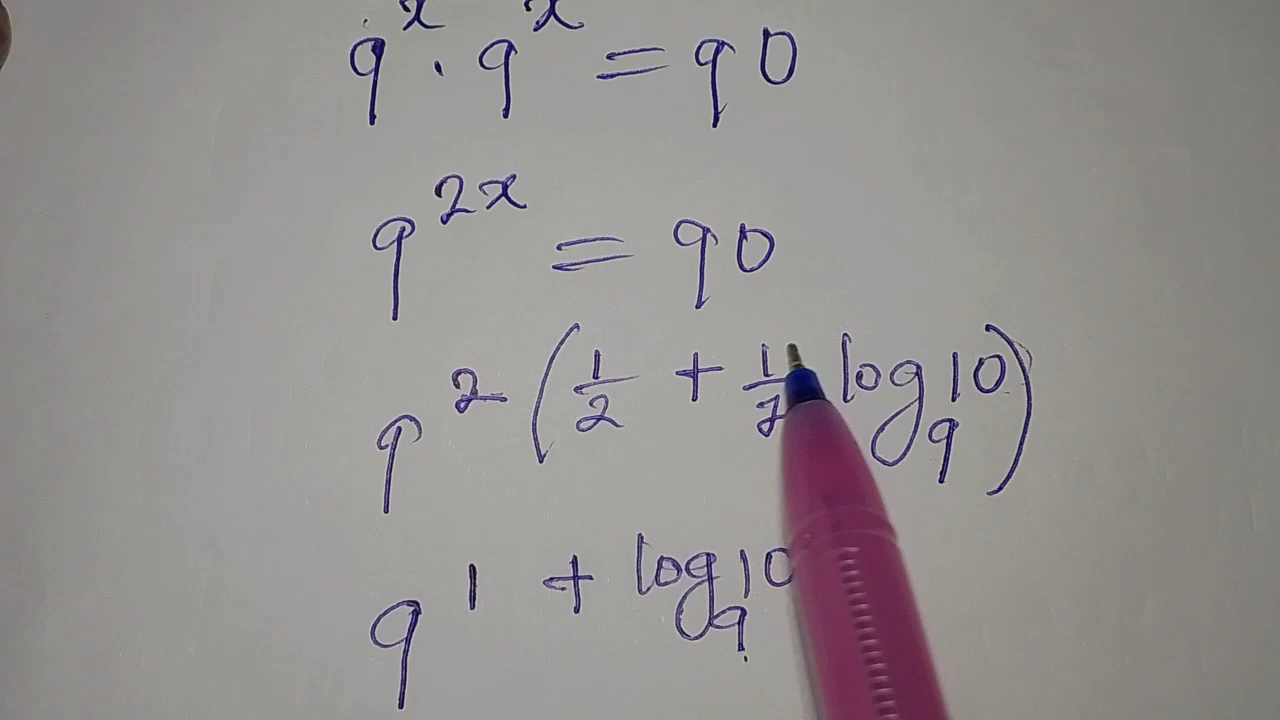 9^x · 9^x = 90
9^2x = 90
9^2(1/2 + 1/2 log_9 10)
9^1 + log_9 10